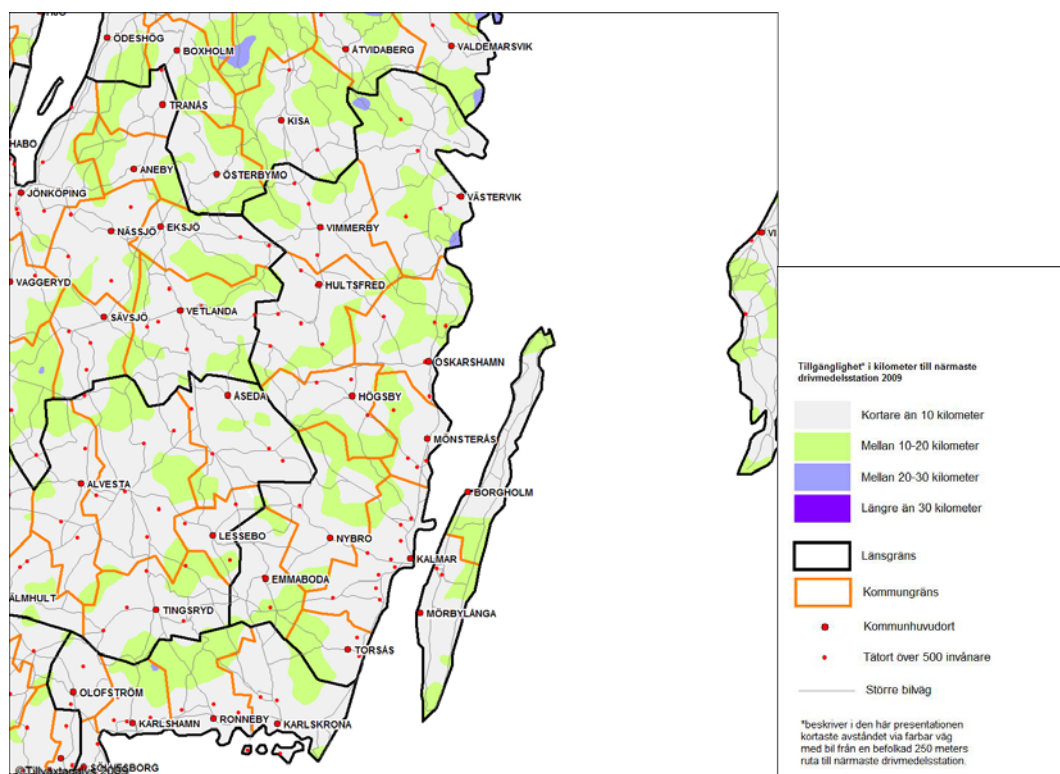 ÖDESHÖG
BOXHOLM
ÅTVIDABERG
VALDEMARSVIK
TRANÅS
KISA
HABO
ANEBY
ÖSTERBYMO
JÖNKÖPING
VÄSTERVIK
NÄSSJÖ
EKSJÖ
VIMMERBY
VI
VAGGERYD
HULTSFRED
SÄVSJÖ
VETLANDA
OSKARSHAMN
ÅSEDA
HÖGSBY
MÖNSTERÅS
ALVESTA
BORGHOLM
LESSEBO
NYBRO
KALMAR
EMMABODA
ÄLMHULT
TINGSRYD
MÖRBYLÅNGA
TORSÅS
OLOFSTRÖM
KARLSHAMN
RONNEBY
KARLSKRONA
Tillgänglighet* i kilometer till närmaste
drivmedelsstation 2009
Kortare än 10 kilometer
Mellan 10-20 kilometer
Mellan 20-30 kilometer
Längre än 30 kilometer
Länsgräns
Kommungräns
Kommunhuvudort
Tätort över 500 invånare
Större bilväg
*beskriver i den här presentationen
kortaste avståndet via farbar väg
med bil från en befolkad 250 meters
ruta till närmaste drivmedelsstation.